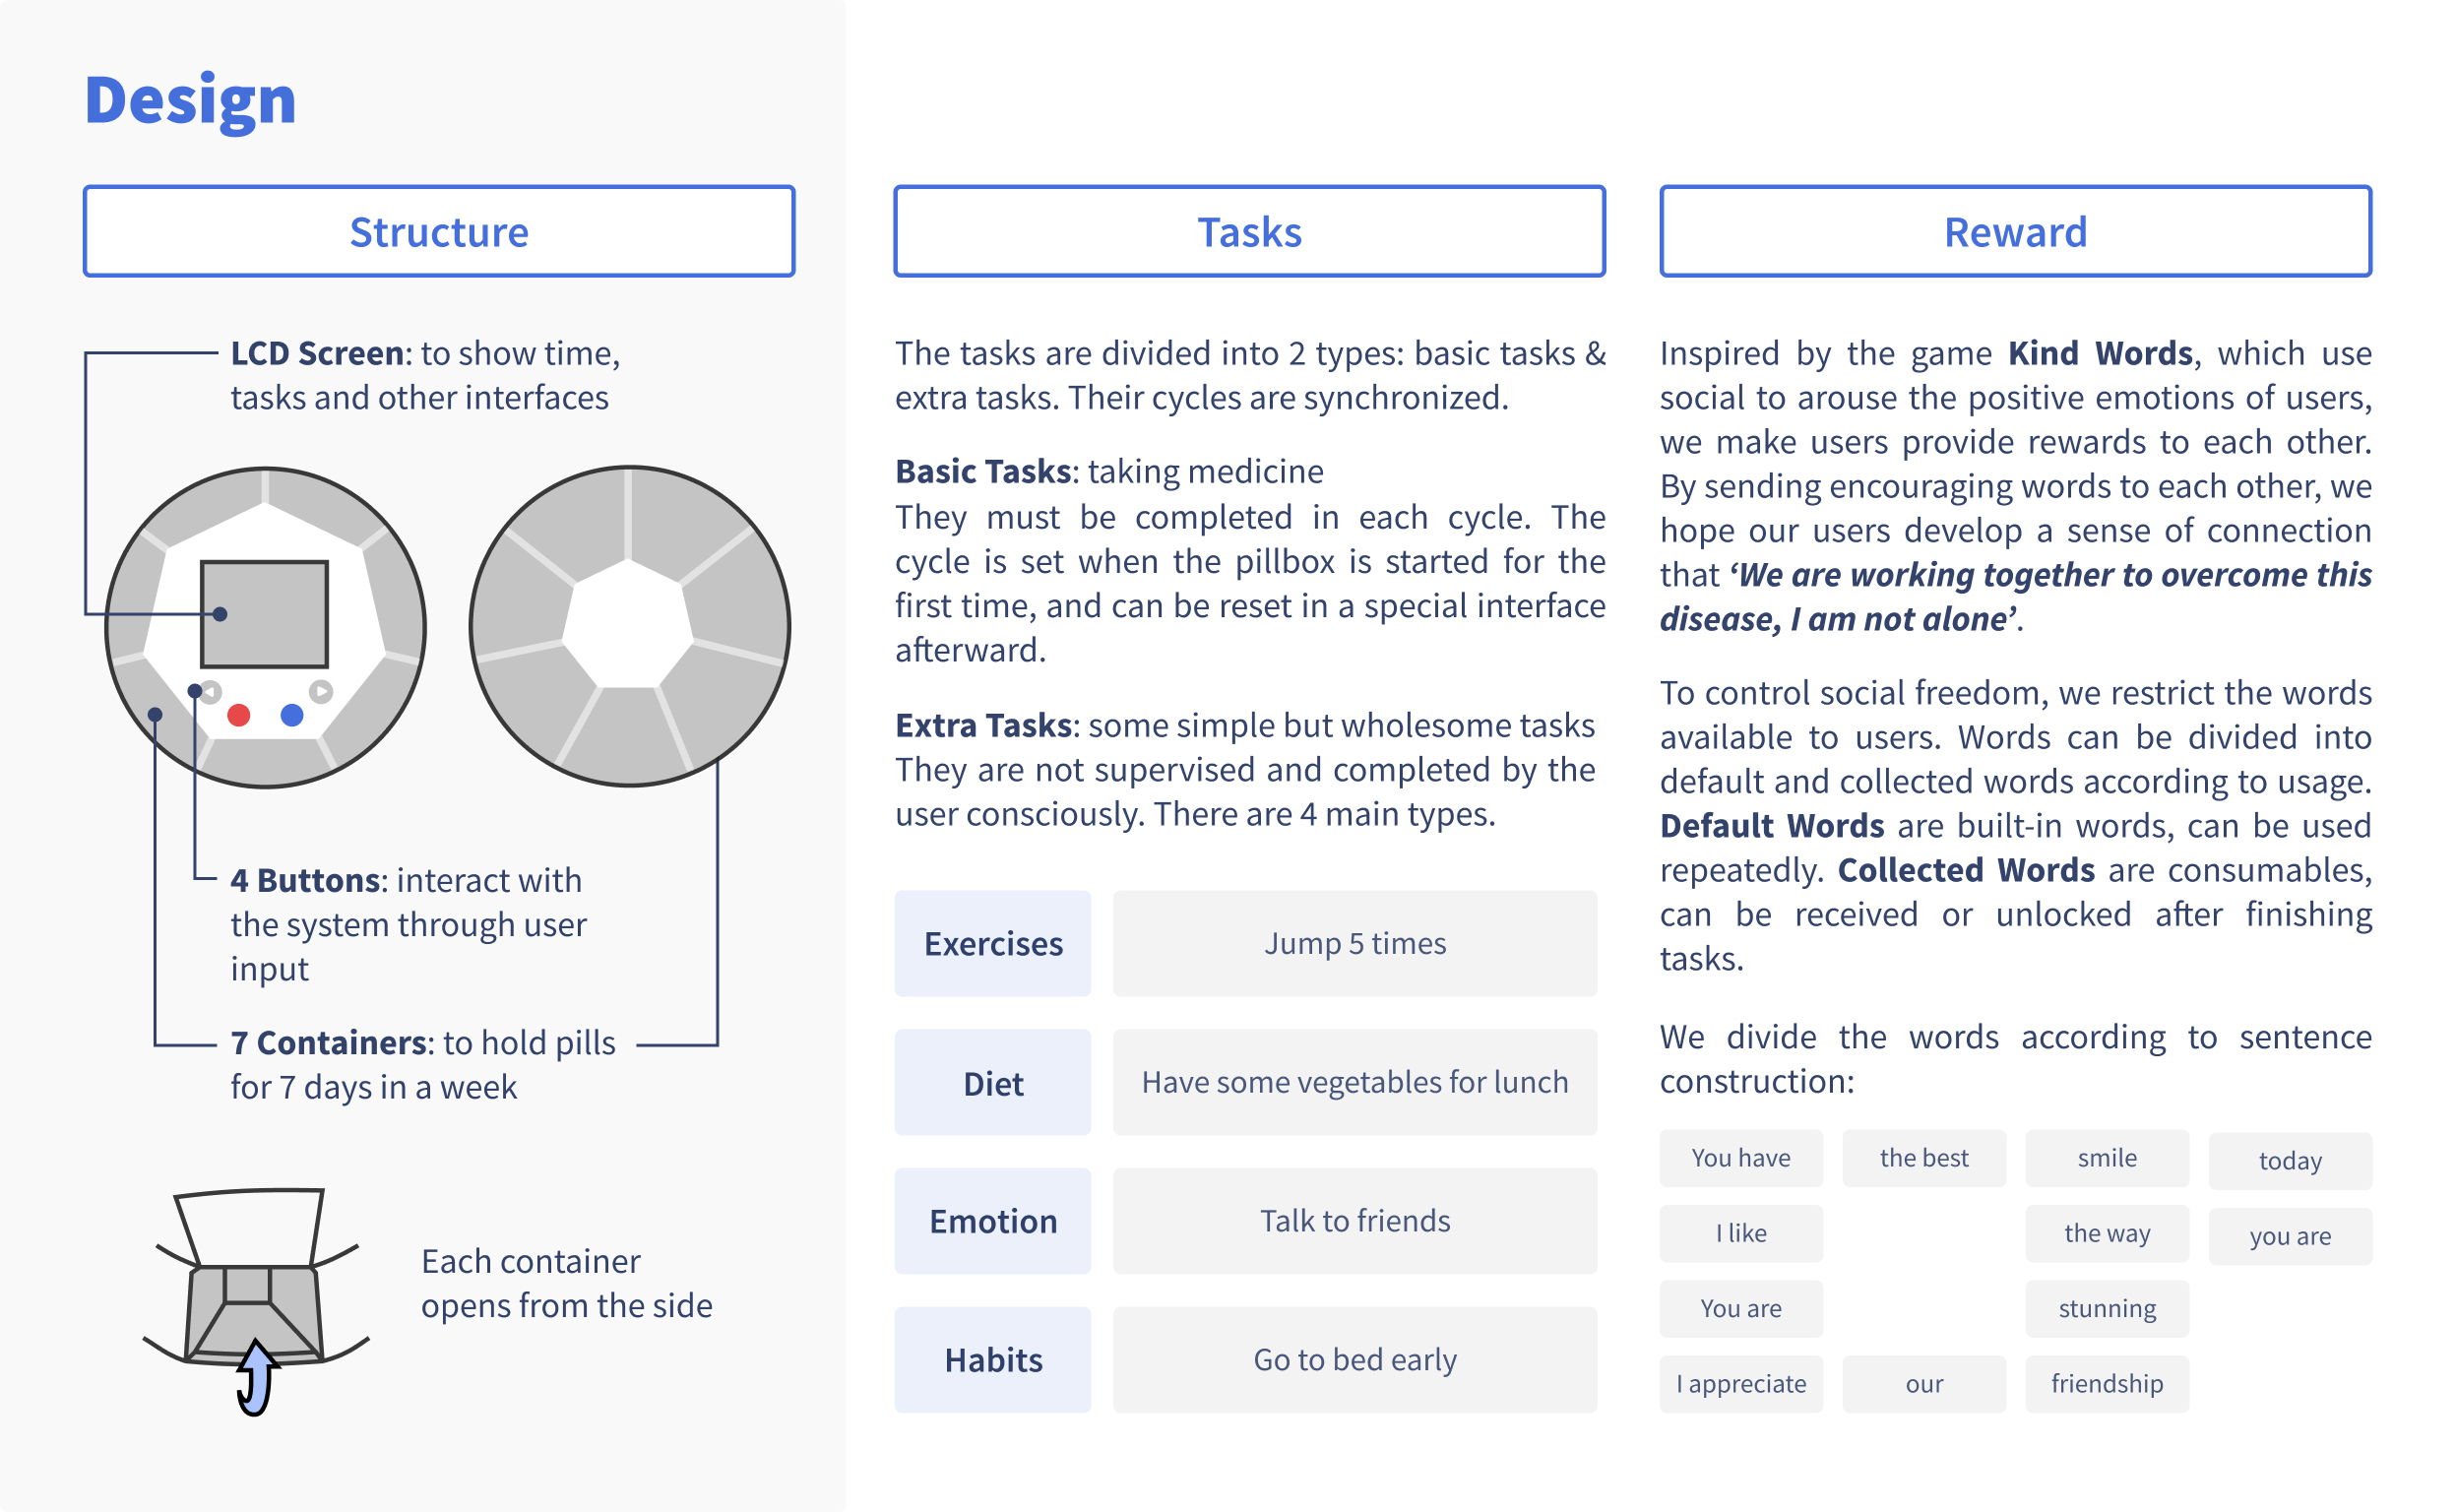 Design
Structure
LCD Screen: to show time,
tasks and other interfaces
4 Buttons: interact with
the system through user
input
7 Containers: to hold pills
for 7 days in a week
Each container
opens from the side
Tasks
The tasks are divided into 2 types: basic tasks &
extra tasks. Their cycles are synchronized.
Basic Tasks: taking medicine
They must be completed in each cycle. The
cycle is set when the pillbox is started for the
first time, and can be reset in a special interface
afterward.
Extra Tasks: some simple but wholesome tasks
They are not supervised and completed by the
user consciously. There are 4 main types.
Exercises Jump 5 times
Diet Have some vegetables for lunch
Emotion Talk to friends
Habits Go to bed early
Reward
Inspired by the game Kind Words, which use
social to arouse the positive emotions of users,
we make users provide rewards to each other.
By sending encouraging words to each other, we
hope our users develop a sense of connection
that ‘We are working together to overcome this
disease, I am not alone’.
To control social freedom, we restrict the words
available to users. Words can be divided into
default and collected words according to usage.
Default Words are built-in words, can be used
repeatedly. Collected Words are consumables,
can be received or unlocked after finishing
tasks.
We divide the words according to sentence
construction:
You have the best smile today
I like the way you are
You are stunning
I appreciate our friendship